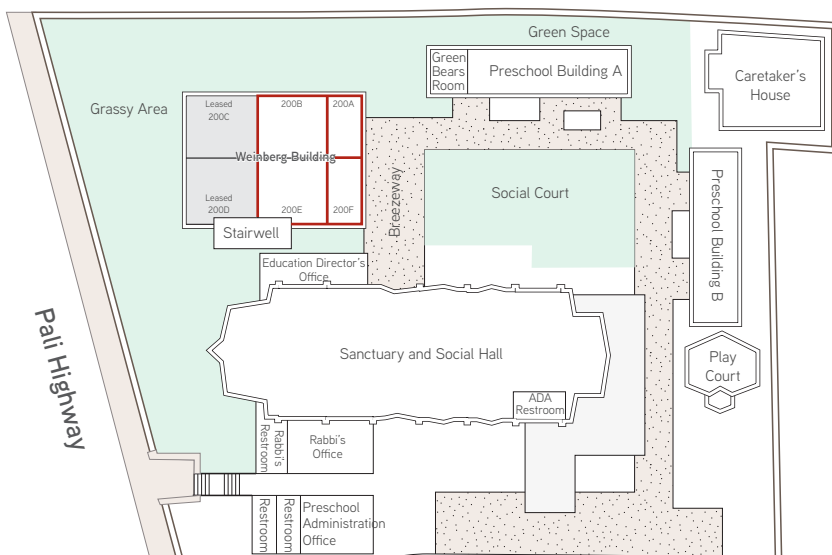 Green Space
Green
Bears
Room
Preschool Building A
Caretaker's
House
Grassy Area
Leased
200C
200B
200A
Weinberg Building
Leased
200D
200E
200F
Stairwell
Breezeway
Social Court
Preschool Building B
Education Director's
Office
Pali Highway
Sanctuary and Social Hall
Play
Court
ADA
Restroom
Rabbi's
Restroom
Rabbi's
Office
Restroom
Restroom
Preschool
Administration
Office